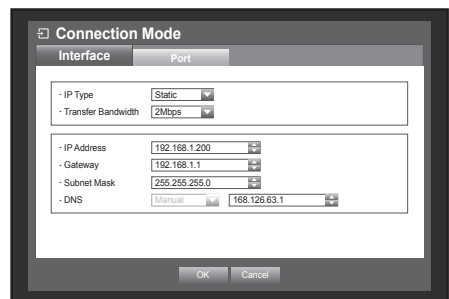 Connection Mode
Interface Port
· IP Type Static
· Transfer Bandwidth 2Mbps
· IP Address 192.168.1.200
· Gateway 192.168.1.1
· Subnet Mask 255.255.255.0
· DNS Manual 168.126.63.1
OK Cancel